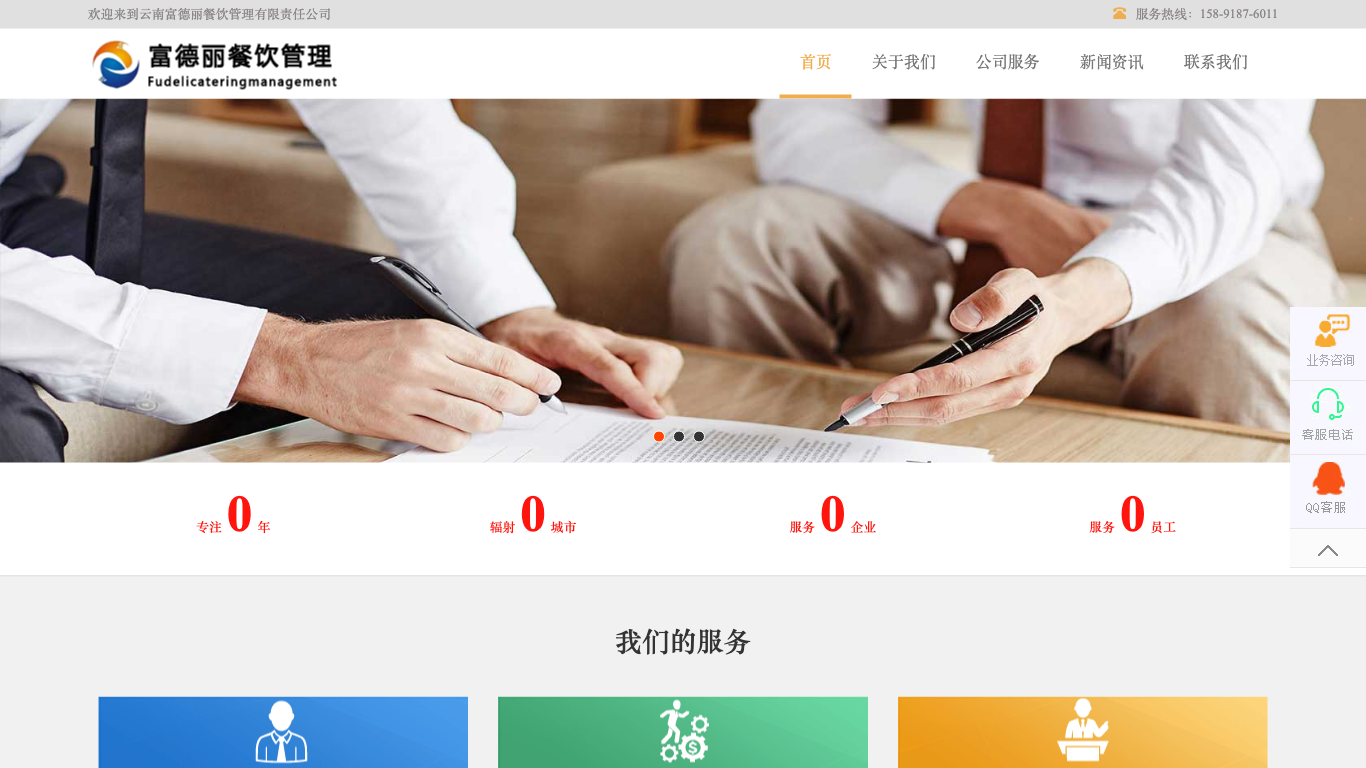 欢迎来到云南富德丽餐饮管理有限责任公司
服务热线：158-9187-6011
富德丽餐饮管理
Fudelicateringmanagement
首页
关于我们
公司服务
新闻资讯
联系我们
业务咨询
客服电话
QQ客服
专注 0 年
辐射 0 城市
服务 0 企业
服务 0 员工
我们的服务